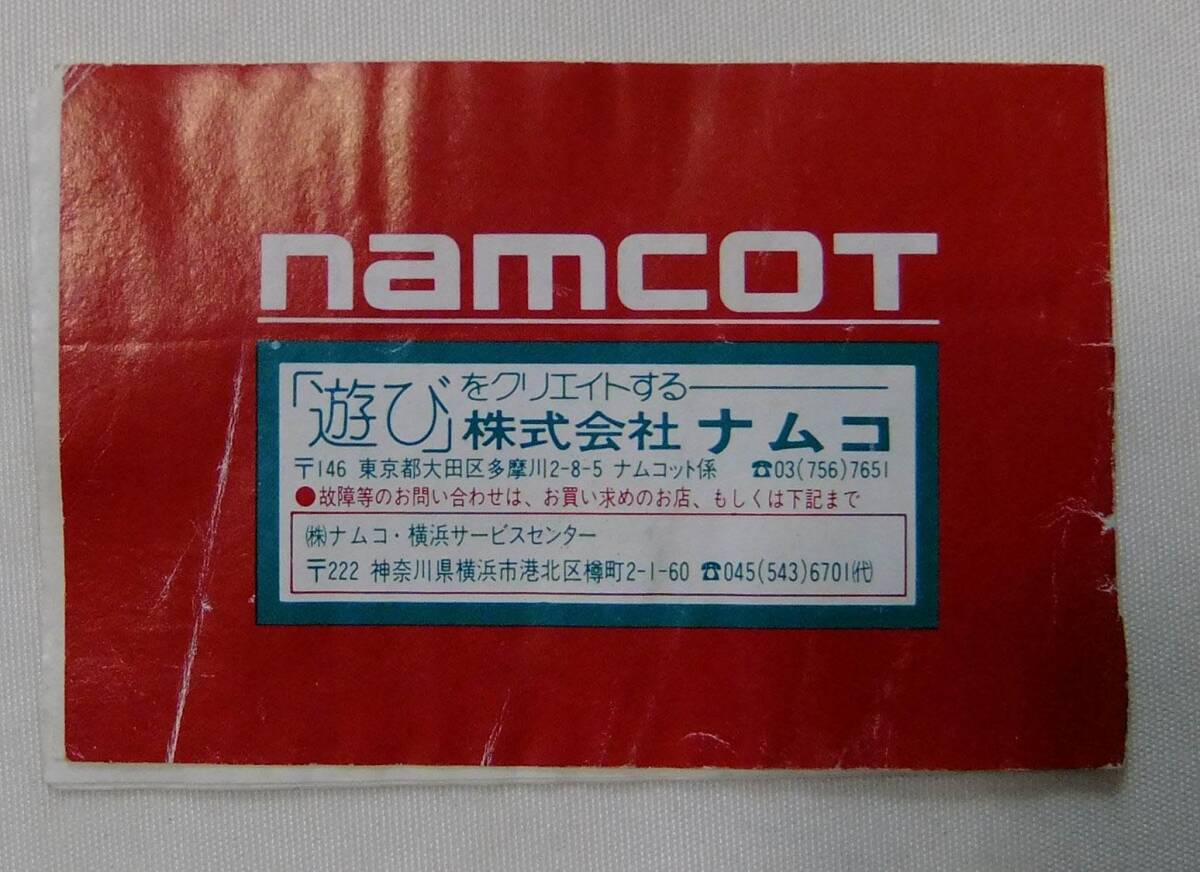 namcoT
「遊び」をクリエイトする
株式会社 ナムコ
〒146 東京都大田区多摩川2-8-5 ナムコット係 ☎03(756)7651
●故障等のお問い合わせは、お買い求めのお店、もしくは下記まで
㈱ナムコ・横浜サービスセンター
〒222 神奈川県横浜市港北区樽町2-1-60 ☎045(543)6701㈹